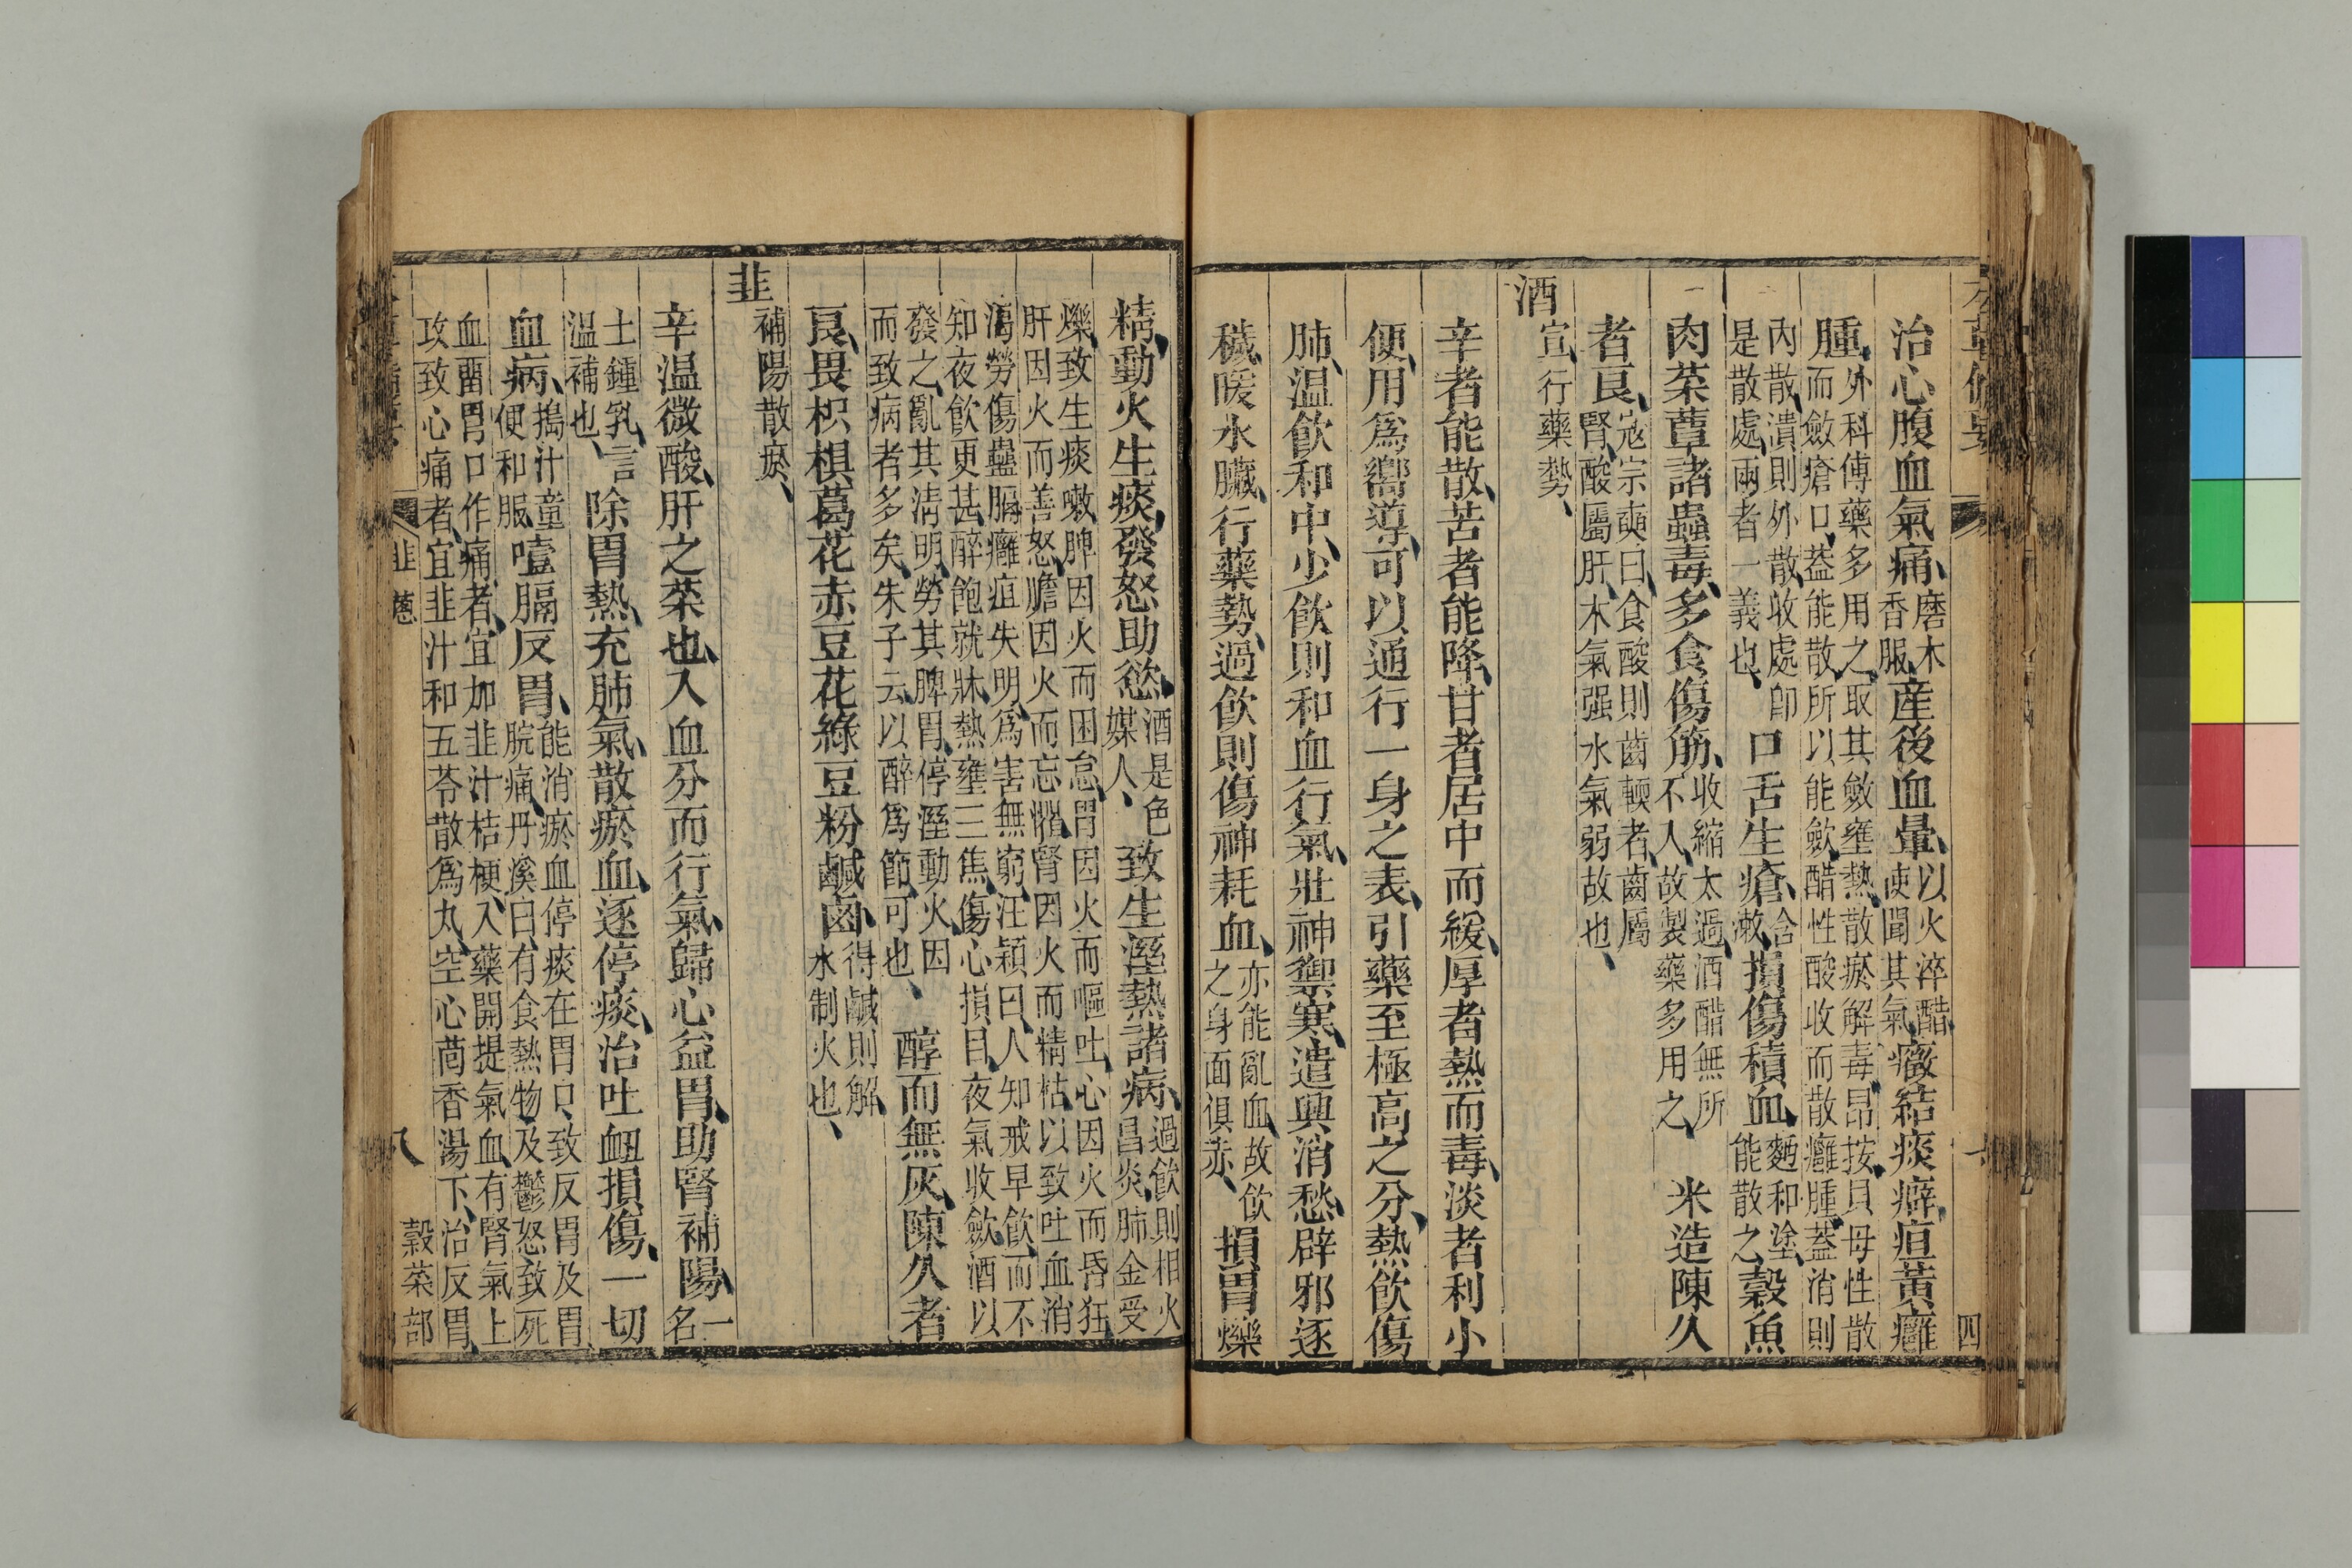 治心腹血氣痛、磨木香服、産後血暈、以火淬醋使聞其氣、癥結痰癖、疸黃癰
腫、外科傅藥多用之、取其斂壅熱、散瘀解毒、昂按貝母性散而斂瘡口、葢能散所以能斂、醋性酸收而散癰腫、葢消則
內散、潰則外散、收處卽是散處、兩者一義也、口舌生瘡、含漱、損傷積血、麪和塗、能散之、穀魚
肉菜蕈諸蟲毒、多食傷筋、收縮太過、酒醋無所不入、故製藥多用之、米造陳久
者良、寇宗奭曰、食酸則齒軟者、齒屬腎、酸屬肝、木氣强水氣弱故也、
酒
宣、行藥勢、
辛者能散、苦者能降、甘者居中而緩、厚者熱而毒、淡者利小
便、用爲嚮導、可以通行一身之表、引藥至極高之分、熱飲傷
肺、温飲和中、少飲則和血行氣、壯神禦寒、遣興消愁、辟邪逐
穢、暖水臟、行藥勢、過飲則傷神耗血、亦能亂血、故飲之身面俱赤、損胃爍
四
精、動火生痰、發怒助慾、酒是色媒人、致生溼熱諸病、過飲則相火昌炎、肺金受
爍、致生痰嗽、脾因火而困怠、胃因火而嘔吐、心因火而昏狂、肝因火而善怒、膽因火而忘懼、腎因火而精枯、以致吐血消
渴、勞傷蠱膈、癰疽失明、爲害無窮、汪穎曰、人知戒早飲、而不知夜飲更甚、醉飽就牀、熱壅三焦、傷心損目、夜氣收斂、酒以
發之、亂其淸明、勞其脾胃、停溼動火、因而致病者多矣、朱子云、以醉爲節可也、醇而無灰、陳久者
良、畏枳椇葛花赤豆花綠豆粉鹹鹵、得鹹則解、水制火也、
韭
補陽、散瘀、
辛温微酸、肝之菜也、入血分而行氣、歸心益胃、助腎補陽、一名
土鍾乳、言温補也、除胃熱、充肺氣、散瘀血、逐停痰、治吐衄損傷、一切
血病、搗汁童便和服、噎膈反胃、能消瘀血停痰在胃口、致反胃及胃脘痛、丹溪曰、有食熱物及鬱怒、致死
血畱胃口作痛者、宜加韭汁桔梗、入藥開提氣血、有腎氣上攻致心痛者、宜韭汁和五苓散爲丸、空心茴香湯下、治反胃、
韭 蔥
八
穀菜部